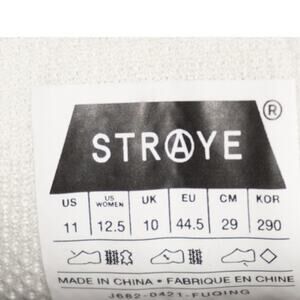 ®
STRAYE
US US WOMEN UK EU CM KOR
11 12.5 10 44.5 29 290
MADE IN CHINA • FABRIQUE EN CHINE
J682-0421-FUQING